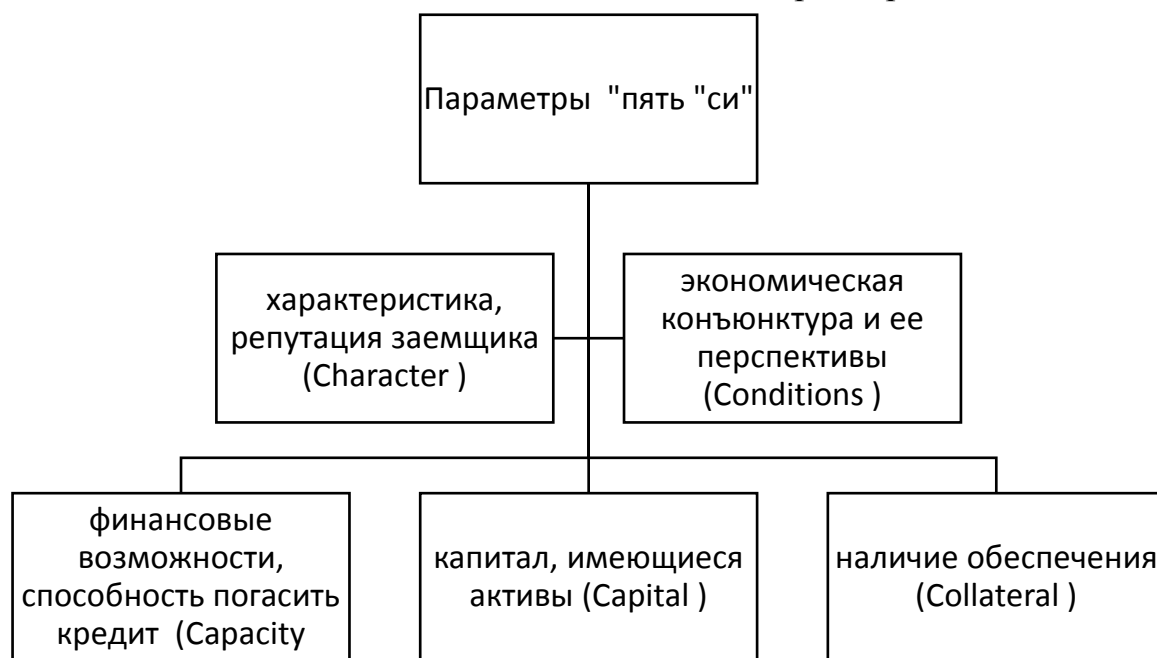 Параметры "пять "си"
характеристика,
репутация заемщика
(Character )
экономическая
конъюнктура и ее
перспективы
(Conditions )
финансовые
возможности,
способность погасить
кредит (Capacity
капитал, имеющиеся
активы (Capital )
наличие обеспечения
(Collateral )